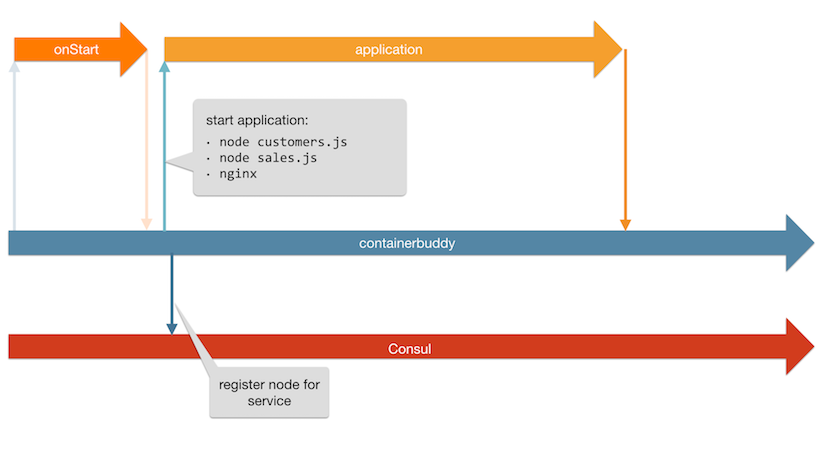 onStart
application
start application:
· node customers.js
· node sales.js
· nginx
containerbuddy
Consul
register node for
service